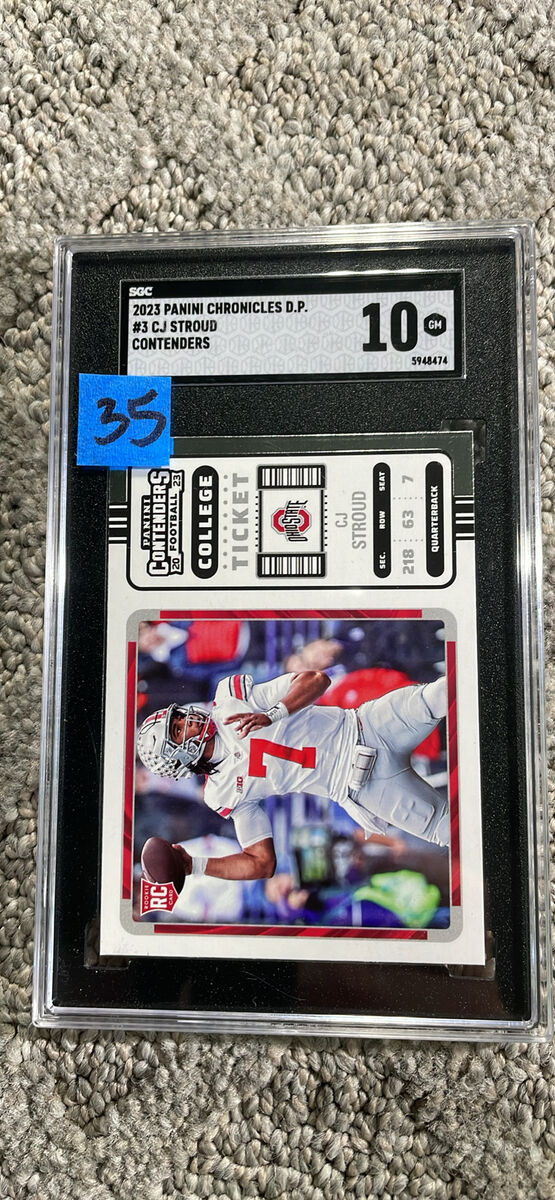 SGC
2023 PANINI CHRONICLES D.P.
#3 CJ STROUD
CONTENDERS
10 GM
5948474
35
PANINI
CONTENDERS
20 FOOTBALL 23
COLLEGE
TICKET
OHIO STATE
CJ
STROUD
SEC. ROW SEAT
218 63 7
QUARTERBACK
7
B1G
ROOKIE
RC
CARD